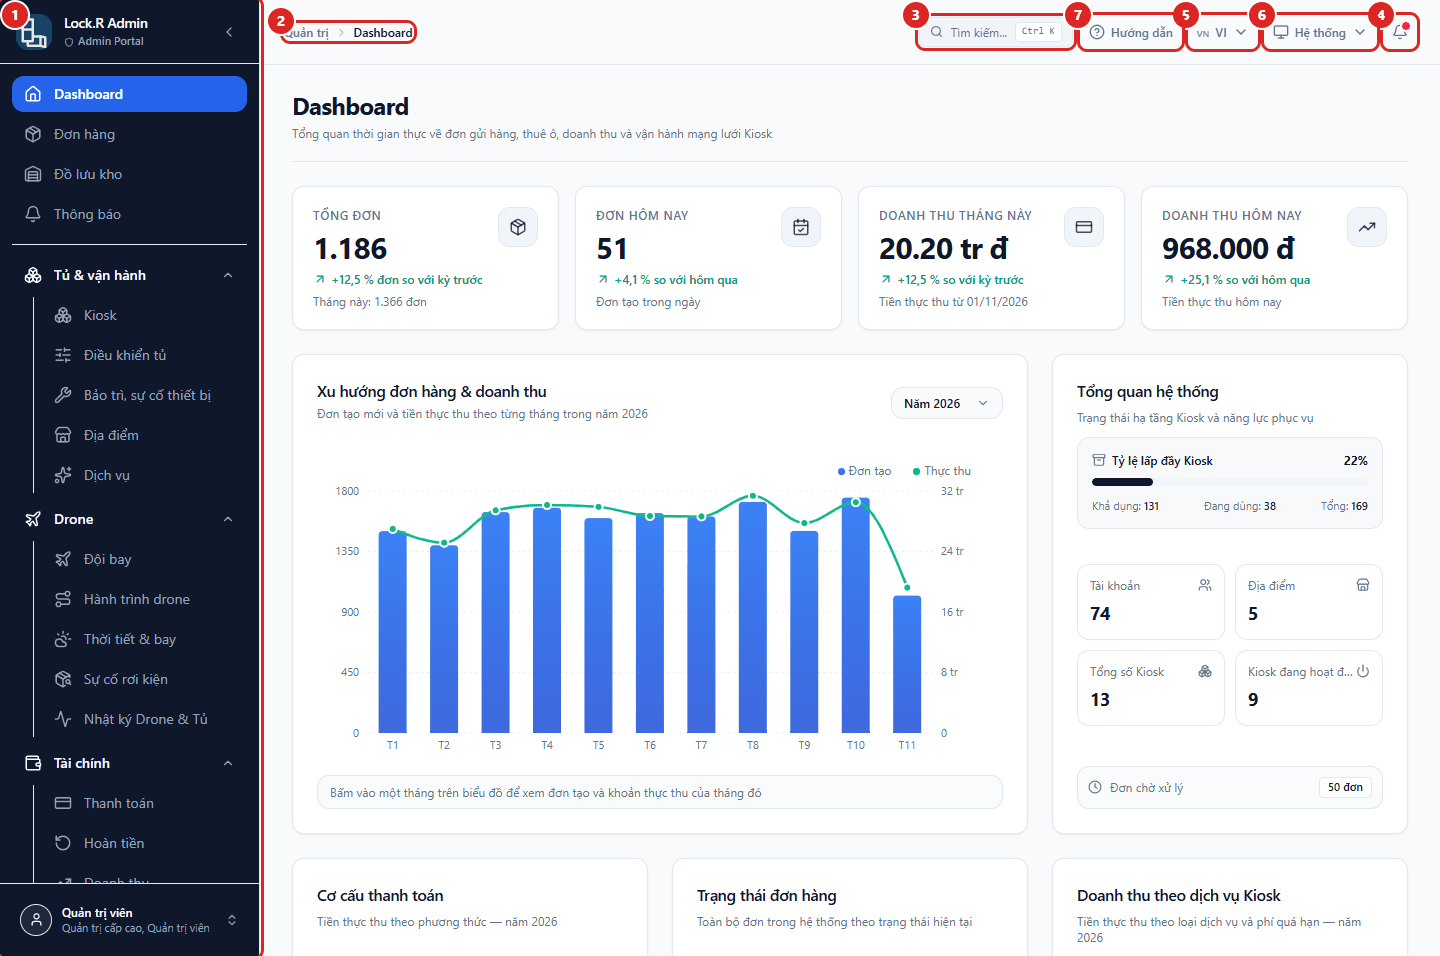 1
Lock.R Admin
Admin Portal
Dashboard
Đơn hàng
Đồ lưu kho
Thông báo
Tủ & vận hành
Kiosk
Điều khiển tủ
Bảo trì, sự cố thiết bị
Địa điểm
Dịch vụ
Drone
Đội bay
Hành trình drone
Thời tiết & bay
Sự cố rơi kiện
Nhật ký Drone & Tủ
Tài chính
Thanh toán
Hoàn tiền
Doanh thu
Quản trị viên
Quản trị cấp cao, Quản trị viên
2
Quản trị > Dashboard
3
Tìm kiếm... Ctrl K
7
Hướng dẫn
5
VN VI
6
Hệ thống
4
Dashboard
Tổng quan thời gian thực về đơn gửi hàng, thuê ô, doanh thu và vận hành mạng lưới Kiosk
TỔNG ĐƠN
1.186
+12,5 % đơn so với kỳ trước
Tháng này: 1.366 đơn
ĐƠN HÔM NAY
51
+4,1 % so với hôm qua
Đơn tạo trong ngày
DOANH THU THÁNG NÀY
20.20 tr đ
+12,5 % so với kỳ trước
Tiền thực thu từ 01/11/2026
DOANH THU HÔM NAY
968.000 đ
+25,1 % so với hôm qua
Tiền thực thu hôm nay
Xu hướng đơn hàng & doanh thu
Đơn tạo mới và tiền thực thu theo từng tháng trong năm 2026
Năm 2026
Đơn tạo Thực thu
1800 32 tr
1350 24 tr
900 16 tr
450 8 tr
0 0
T1 T2 T3 T4 T5 T6 T7 T8 T9 T10 T11
Bấm vào một tháng trên biểu đồ để xem đơn tạo và khoản thực thu của tháng đó
Tổng quan hệ thống
Trạng thái hạ tầng Kiosk và năng lực phục vụ
Tỷ lệ lấp đầy Kiosk 22%
Khả dụng: 131 Đang dùng: 38 Tổng: 169
Tài khoản
74
Địa điểm
5
Tổng số Kiosk
13
Kiosk đang hoạt đ...
9
Đơn chờ xử lý 50 đơn
Cơ cấu thanh toán
Tiền thực thu theo phương thức — năm 2026
Trạng thái đơn hàng
Toàn bộ đơn trong hệ thống theo trạng thái hiện tại
Doanh thu theo dịch vụ Kiosk
Tiền thực thu theo loại dịch vụ và phí quá hạn — năm
2026